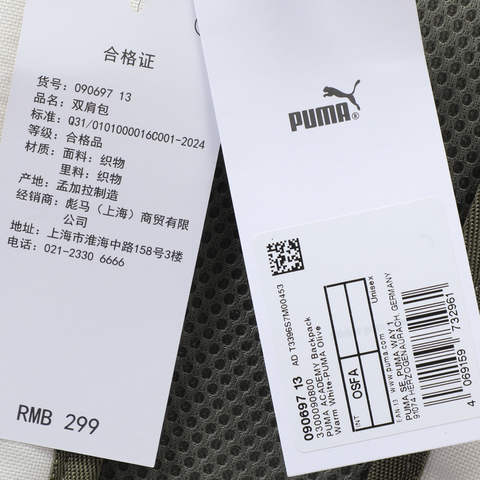 合格证
货号: 090697 13
品名: 双肩包
标准: Q31/0101000016C001-2024
等级: 合格品
材质: 面料: 织物
里料: 织物
产地: 孟加拉制造
经销商: 彪马（上海）商贸有限
公司
地址: 上海市淮海中路158号3楼
电话: 021-2330 6666
RMB 299
PUMA
AD T3396S7M00453
090697 13
3300090800
PUMA ACADEMY Backpack
Warm White-PUMA Olive
INT
OSFA
Unisex
EAN-13
www.puma.com
PUMA SE, PUMA WAY 1
91074 HERZOGENAURACH, GERMANY
4 099159 732961